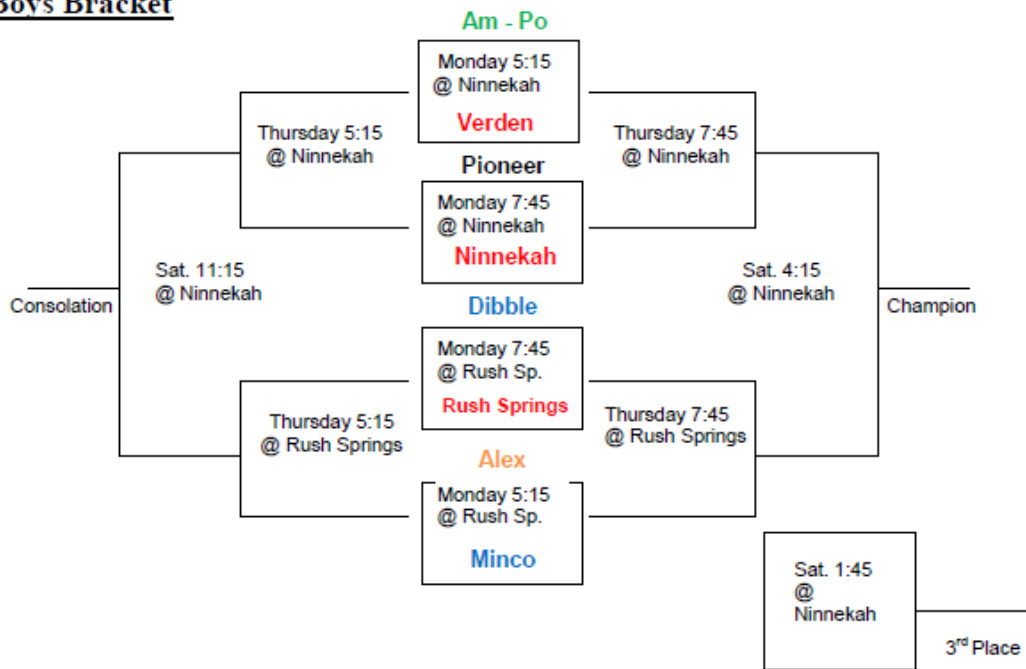 Boys Bracket
Am - Po
Monday 5:15
@ Ninnekah
Verden
Thursday 5:15
@ Ninnekah
Thursday 7:45
@ Ninnekah
Pioneer
Monday 7:45
@ Ninnekah
Ninnekah
Sat. 11:15
@ Ninnekah
Consolation
Sat. 4:15
@ Ninnekah
Champion
Dibble
Monday 7:45
@ Rush Sp.
Rush Springs
Thursday 5:15
@ Rush Springs
Thursday 7:45
@ Rush Springs
Alex
Monday 5:15
@ Rush Sp.
Minco
Sat. 1:45
@
Ninnekah
3rd Place